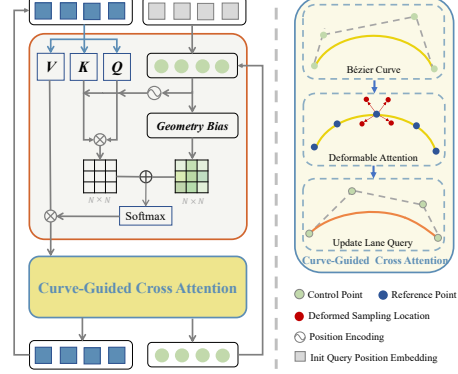 V K Q
Geometry Bias
N × N
N × N
Softmax
Curve-Guided Cross Attention
Bézier Curve
Deformable Attention
Update Lane Query
Curve-Guided Cross Attention
Control Point
Reference Point
Deformed Sampling Location
Position Encoding
Init Query Position Embedding